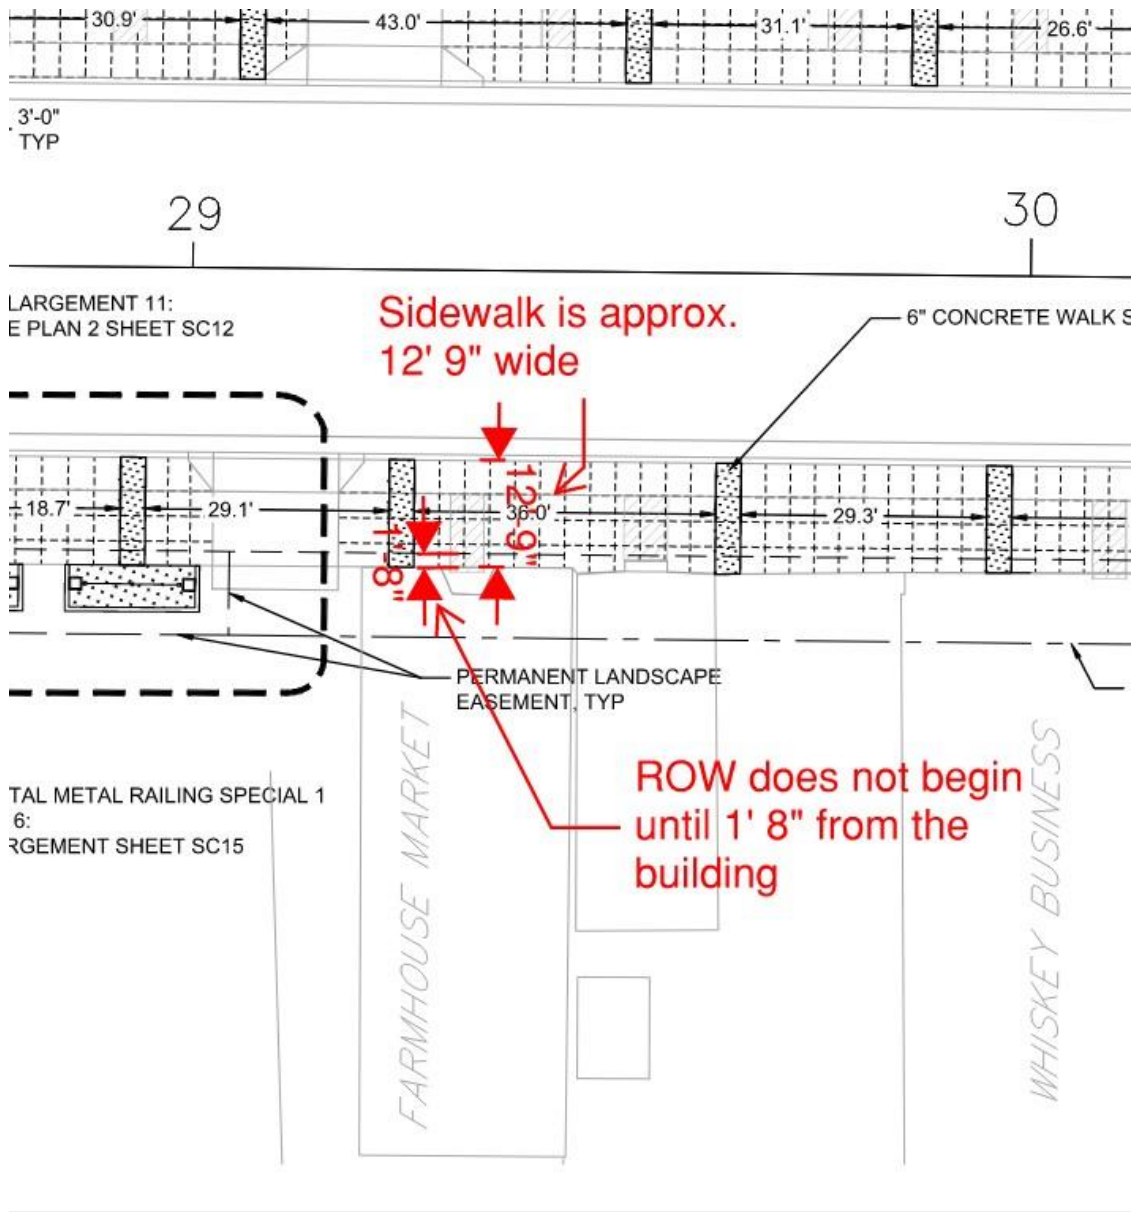 30.9'
43.0'
31.1'
26.6'
3'-0"
TYP
29
30
LARGEMENT 11:
E PLAN 2 SHEET SC12
Sidewalk is approx.
12' 9" wide
6" CONCRETE WALK S
18.7'
29.1'
36.0'
29.3'
12'-9"
1'-8"
PERMANENT LANDSCAPE
EASEMENT, TYP
ROW does not begin
until 1' 8" from the
building
TAL METAL RAILING SPECIAL 1
6:
RGEMENT SHEET SC15
FARMHOUSE MARKET
WHISKEY BUSINESS